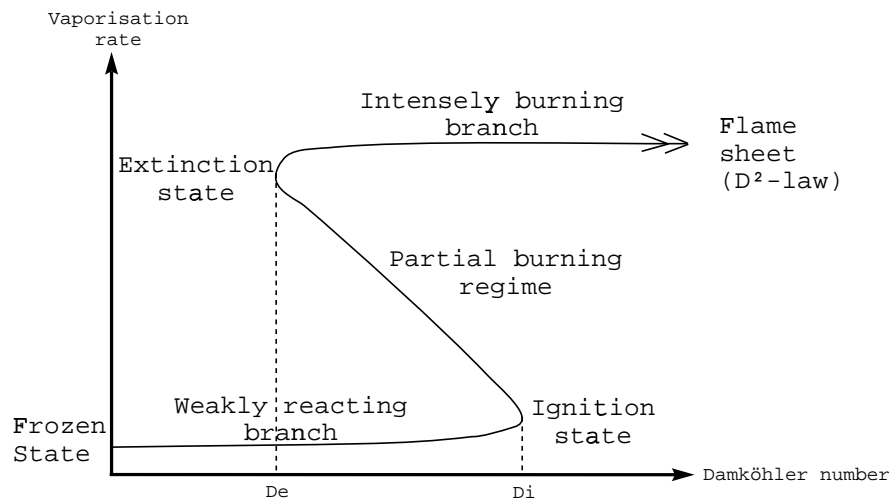 Vaporisation
rate
Intensely burning
branch
Flame
sheet
(D²-law)
Extinction
state
Partial burning
regime
Weakly reacting
branch
Ignition
state
Frozen
State
Damköhler number
De
Di